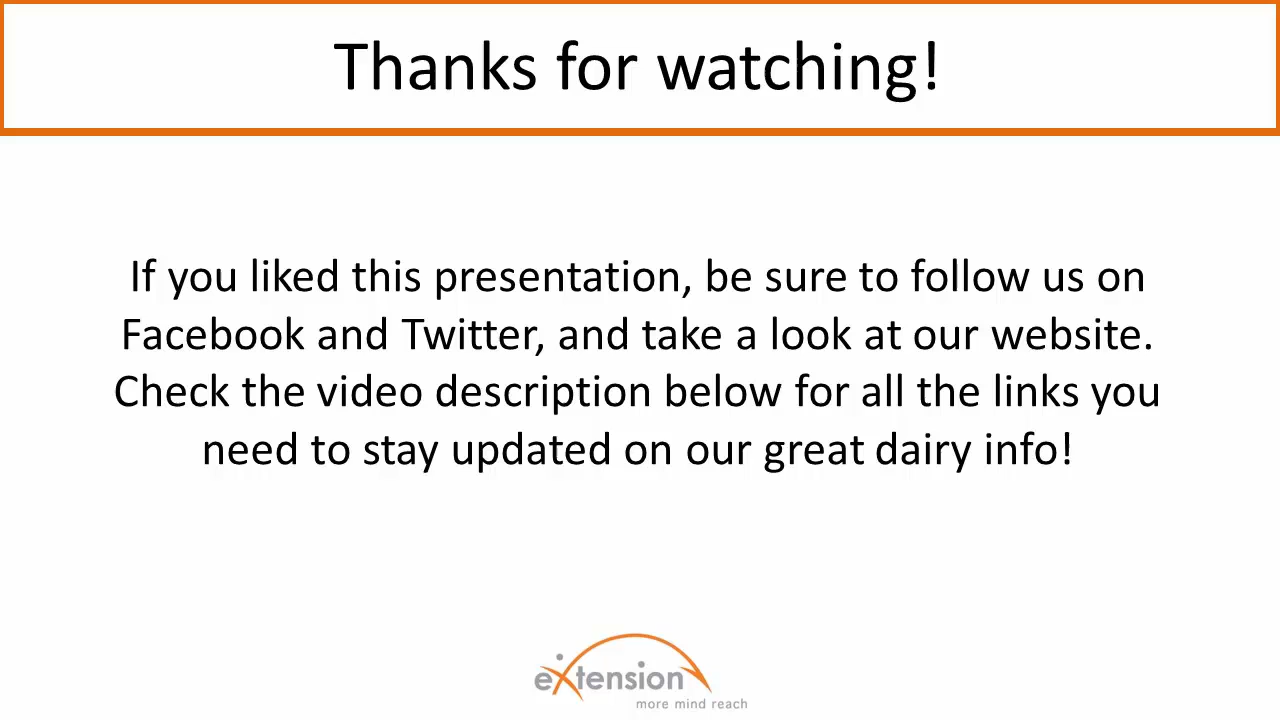 Thanks for watching!
If you liked this presentation, be sure to follow us on
Facebook and Twitter, and take a look at our website.
Check the video description below for all the links you
need to stay updated on our great dairy info!
eXtension
more mind reach